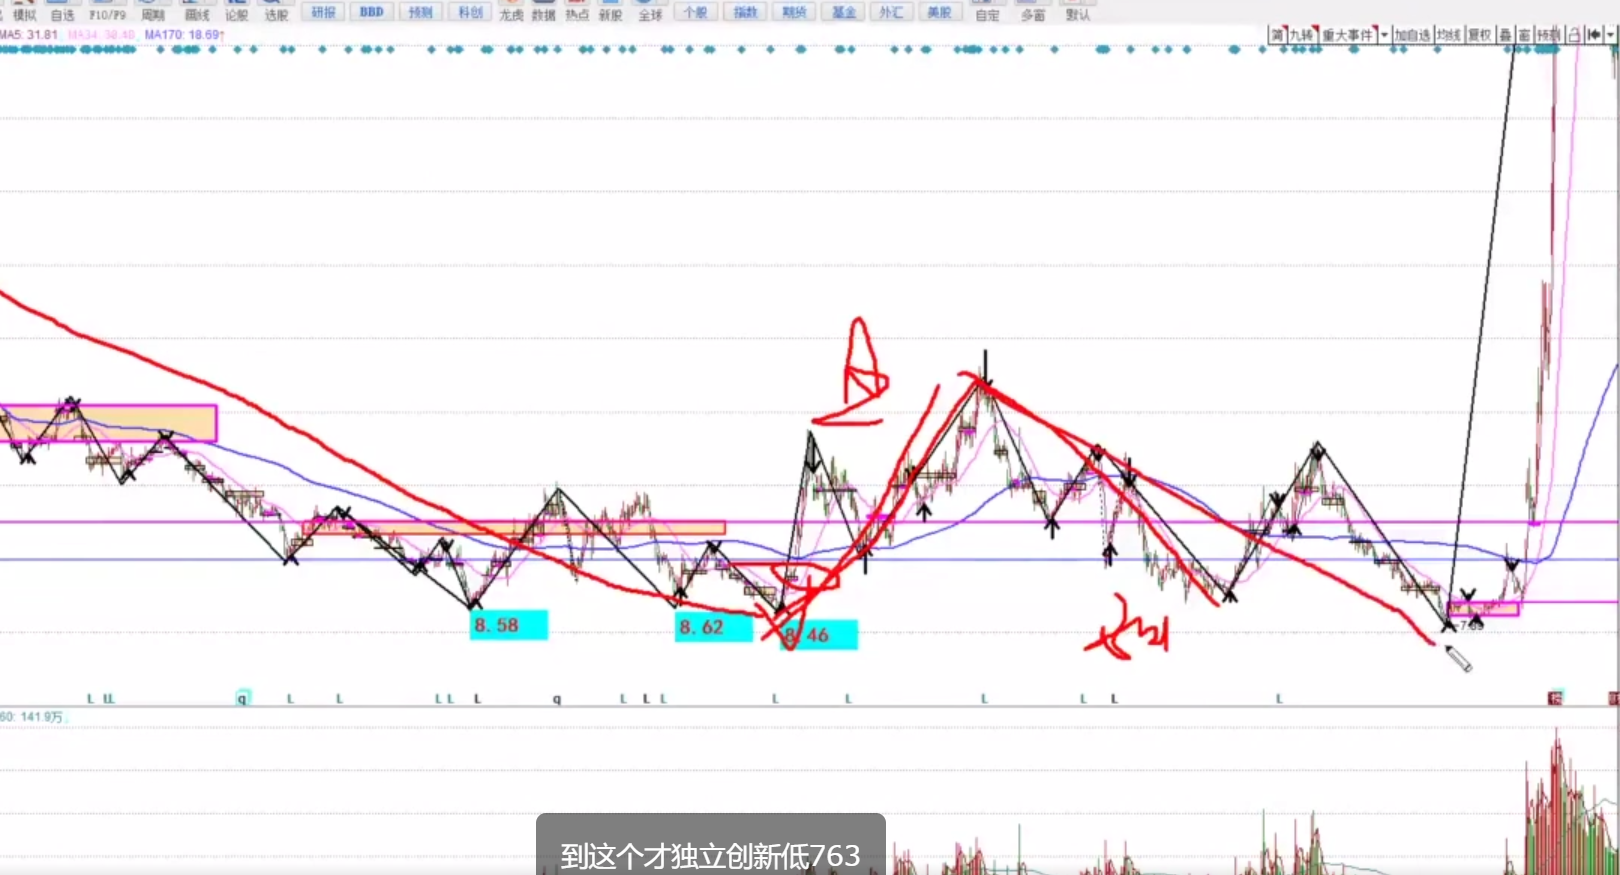 模拟 自选 F10/F9 周期 画线 论股 选股 研报 BBD 预测 科创 龙虎 数据 热点 新股 全球 个股 指数 期货 基金 外汇 美股 自定 多窗 默认
MA5: 31.81 MA34: 30.40 MA170: 18.69↑
简 九转 重大事件 加自选 均线 复权 叠 窗 预测
8.58
8.62
8.46
L LL q L L L L L q L L L L L L L L L
60: 141.9万
到这个才独立创新低763